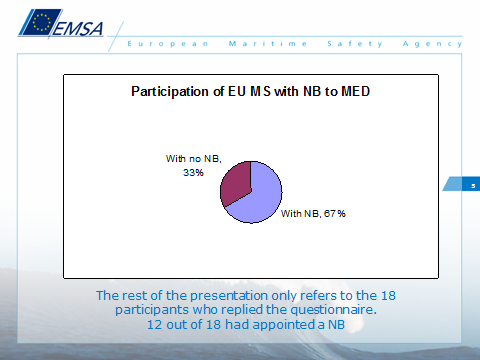 EMSA
European Maritime Safety Agency
Participation of EU MS with NB to MED
With no NB,
33%
With NB, 67%
5
The rest of the presentation only refers to the 18
participants who replied the questionnaire.
12 out of 18 had appointed a NB